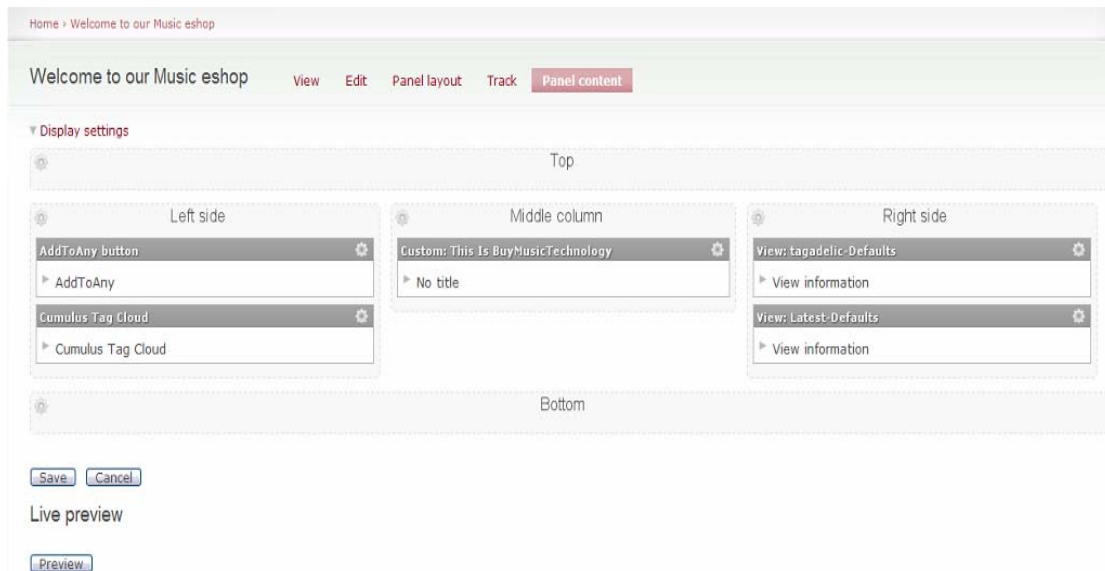 Home › Welcome to our Music eshop
Welcome to our Music eshop View Edit Panel layout Track Panel content
Display settings
Top
Left side
AddToAny button
AddToAny
Cumulus Tag Cloud
Cumulus Tag Cloud
Middle column
Custom: This Is BuyMusicTechnology
No title
Right side
View: tagadelic-Defaults
View information
View: Latest-Defaults
View information
Bottom
Save Cancel
Live preview
Preview